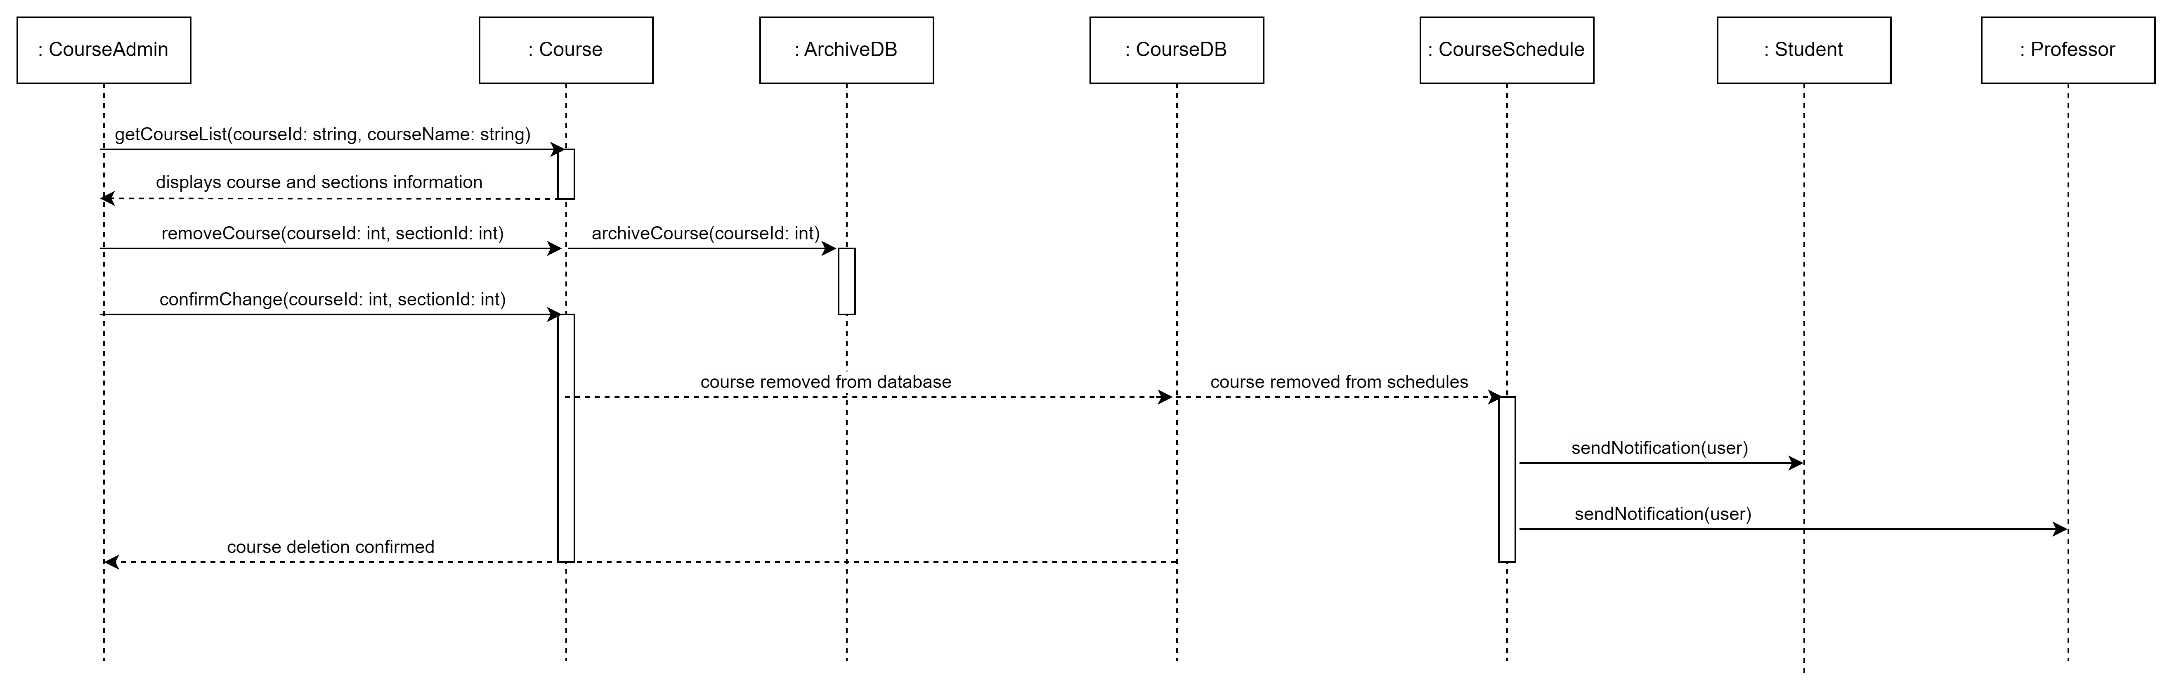 : CourseAdmin
: Course
: ArchiveDB
: CourseDB
: CourseSchedule
: Student
: Professor
getCourseList(courseId: string, courseName: string)
displays course and sections information
removeCourse(courseId: int, sectionId: int)
archiveCourse(courseId: int)
confirmChange(courseId: int, sectionId: int)
course removed from database
course removed from schedules
sendNotification(user)
sendNotification(user)
course deletion confirmed